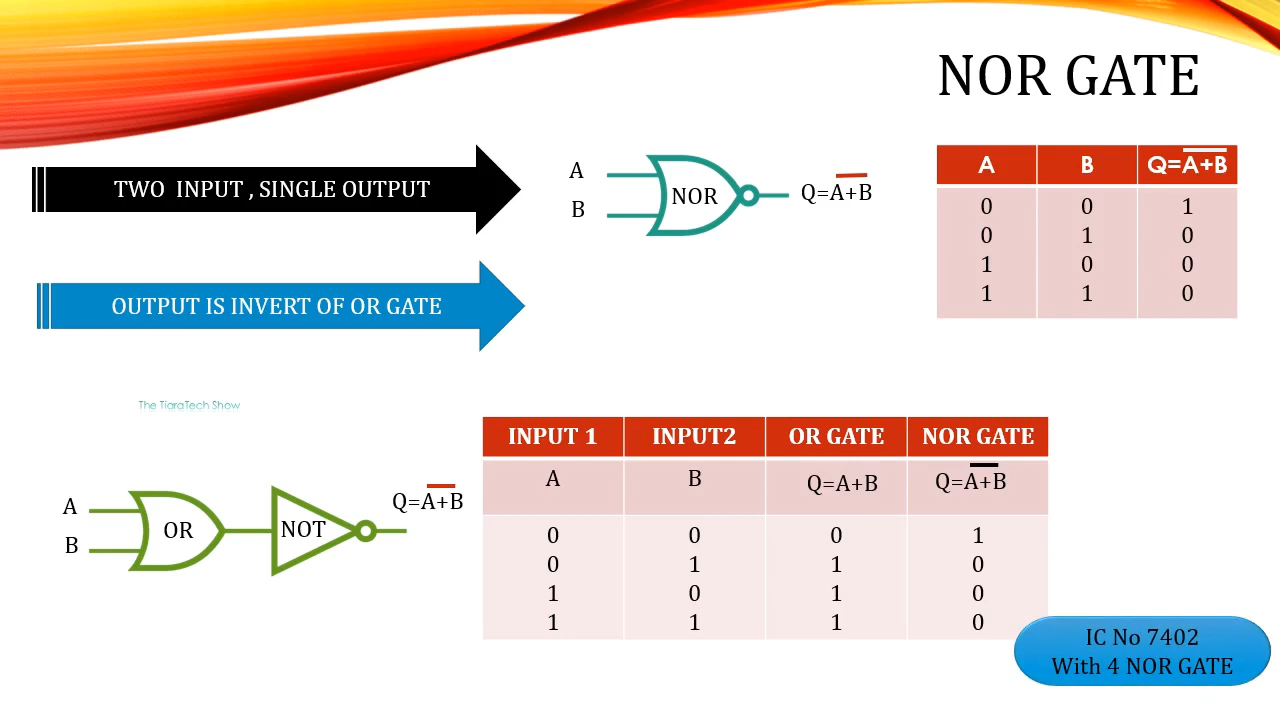 NOR GATE
TWO INPUT , SINGLE OUTPUT
A
B
NOR
Q=A̅+̅B̅
A B Q=A̅+̅B̅
0 0 1
0 1 0
1 0 0
1 1 0
OUTPUT IS INVERT OF OR GATE
The TiaraTech Show
A
B
OR
NOT
Q=A̅+̅B̅
INPUT 1 INPUT2 OR GATE NOR GATE
A B Q=A+B Q=A̅+̅B̅
0 0 0 1
0 1 1 0
1 0 1 0
1 1 1 0
IC No 7402
With 4 NOR GATE